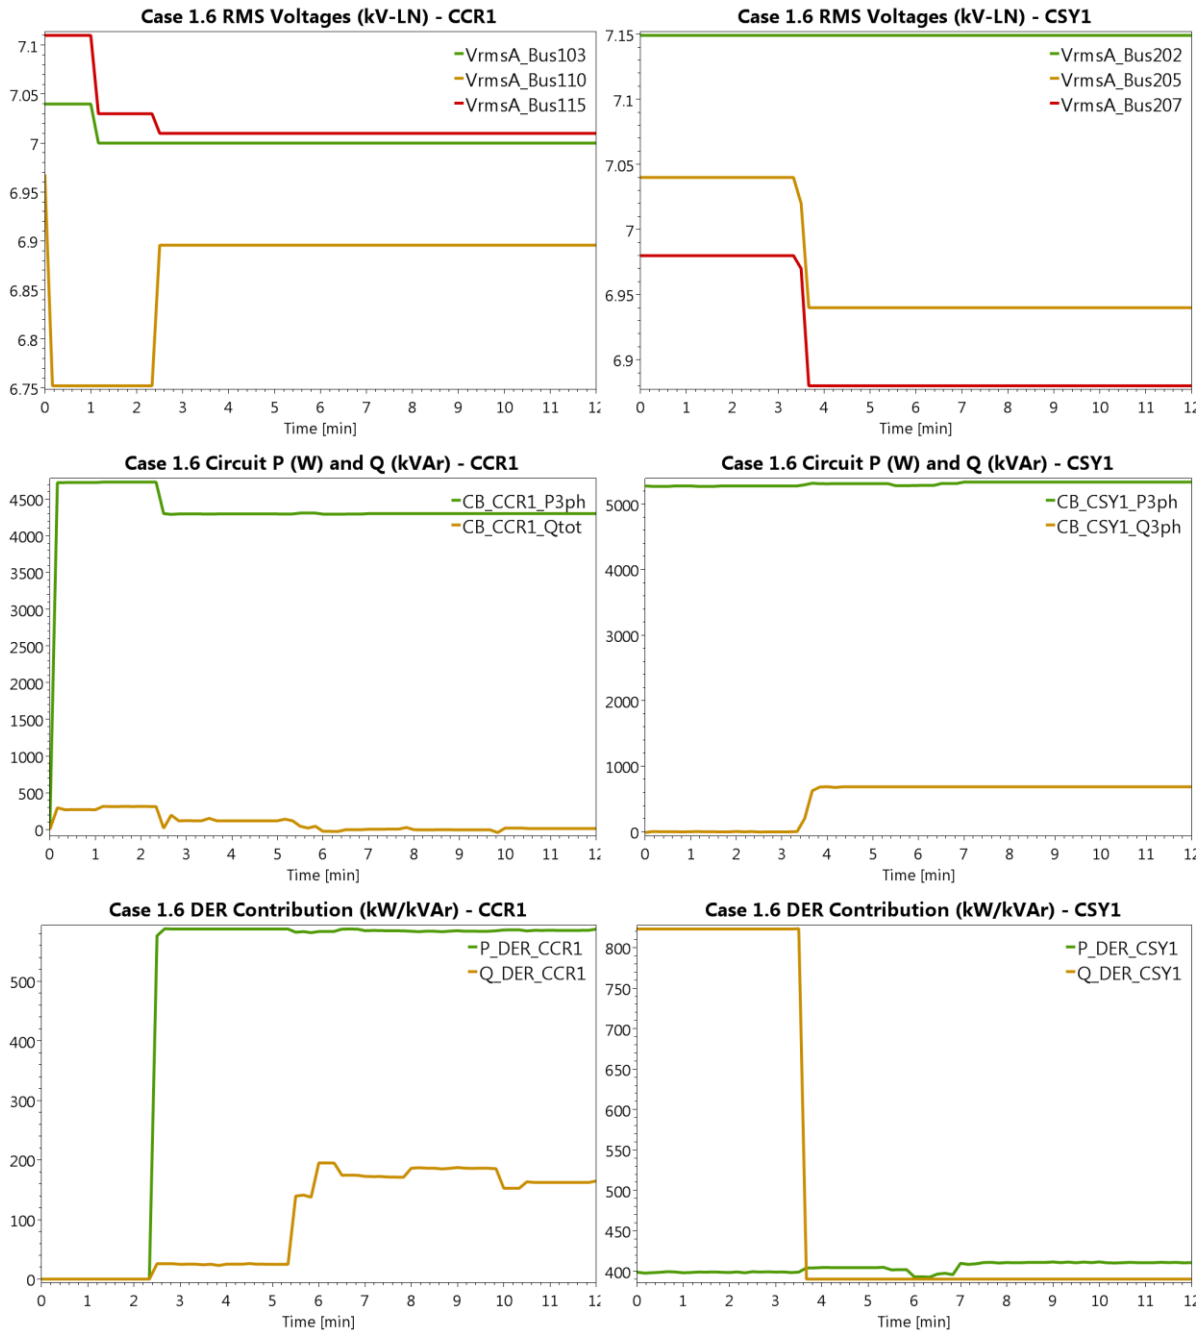 Case 1.6 RMS Voltages (kV-LN) - CCR1
7.1
7.05
7
6.95
6.9
6.85
6.8
6.75
VrmsA_Bus103
VrmsA_Bus110
VrmsA_Bus115
0 1 2 3 4 5 6 7 8 9 10 11 12
Time [min]
Case 1.6 RMS Voltages (kV-LN) - CSY1
7.15
7.1
7.05
7
6.95
6.9
VrmsA_Bus202
VrmsA_Bus205
VrmsA_Bus207
0 1 2 3 4 5 6 7 8 9 10 11 12
Time [min]
Case 1.6 Circuit P (W) and Q (kVAr) - CCR1
4500
4000
3500
3000
2500
2000
1500
1000
500
0
CB_CCR1_P3ph
CB_CCR1_Qtot
0 1 2 3 4 5 6 7 8 9 10 11 12
Time [min]
Case 1.6 Circuit P (W) and Q (kVAr) - CSY1
5000
4000
3000
2000
1000
0
CB_CSY1_P3ph
CB_CSY1_Q3ph
0 1 2 3 4 5 6 7 8 9 10 11 12
Time [min]
Case 1.6 DER Contribution (kW/kVAr) - CCR1
500
400
300
200
100
0
P_DER_CCR1
Q_DER_CCR1
0 1 2 3 4 5 6 7 8 9 10 11 12
Time [min]
Case 1.6 DER Contribution (kW/kVAr) - CSY1
800
750
700
650
600
550
500
450
400
P_DER_CSY1
Q_DER_CSY1
0 1 2 3 4 5 6 7 8 9 10 11 12
Time [min]